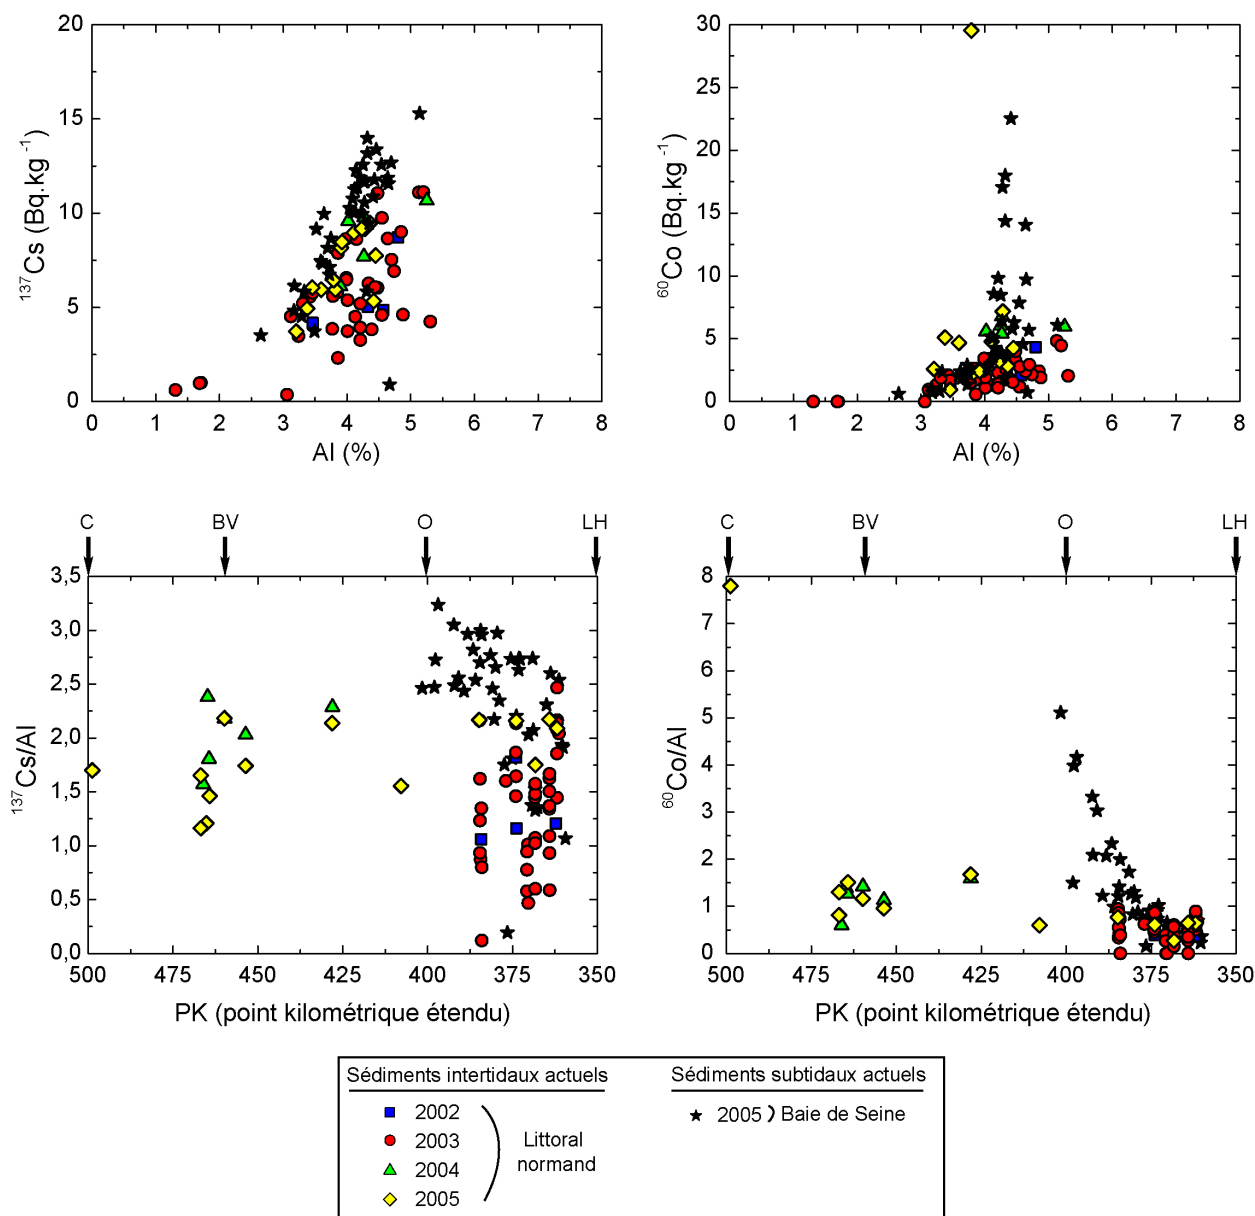 20
15
10
5
0
137Cs (Bq.kg -1)
0 1 2 3 4 5 6 7 8
Al (%)
30
25
20
15
10
5
0
60Co (Bq.kg -1)
0 1 2 3 4 5 6 7 8
Al (%)
C BV O LH
3,5
3,0
2,5
2,0
1,5
1,0
0,5
0,0
137Cs/Al
500 475 450 425 400 375 350
PK (point kilométrique étendu)
C BV O LH
8
7
6
5
4
3
2
1
0
60Co/Al
500 475 450 425 400 375 350
PK (point kilométrique étendu)
Sédiments intertidaux actuels
2002
2003
2004
2005
Littoral
normand
Sédiments subtidaux actuels
2005 Baie de Seine